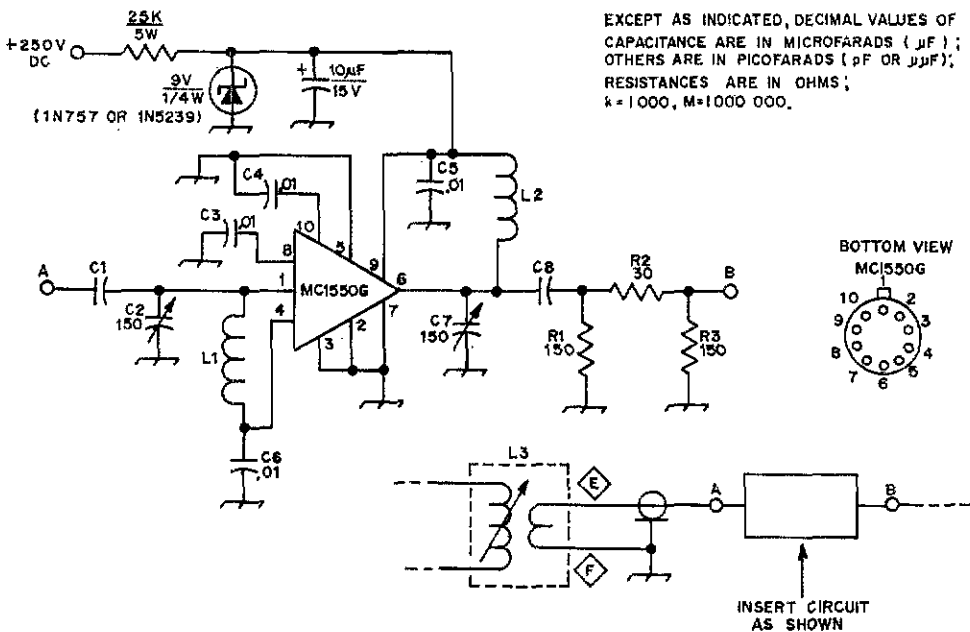 25K
5W
+250V
DC
9V
1/4W
(1N757 OR 1N5239)
+
10µF
15V
EXCEPT AS INDICATED, DECIMAL VALUES OF
CAPACITANCE ARE IN MICROFARADS ( µF ) ;
OTHERS ARE IN PICOFARADS ( pF OR µµF);
RESISTANCES ARE IN OHMS ;
k=1000, M=1000 000.
C4
.01
C3
.01
10
8
5
9
C5
.01
L2
A
C1
C2
150
1
4
MC1550G
6
7
2
3
L1
C6
.01
C7
150
C8
R1
150
R2
30
R3
150
B
BOTTOM VIEW
MC1550G
10
2
9
3
8
4
7
5
6
L3
E
F
A
B
INSERT CIRCUIT
AS SHOWN